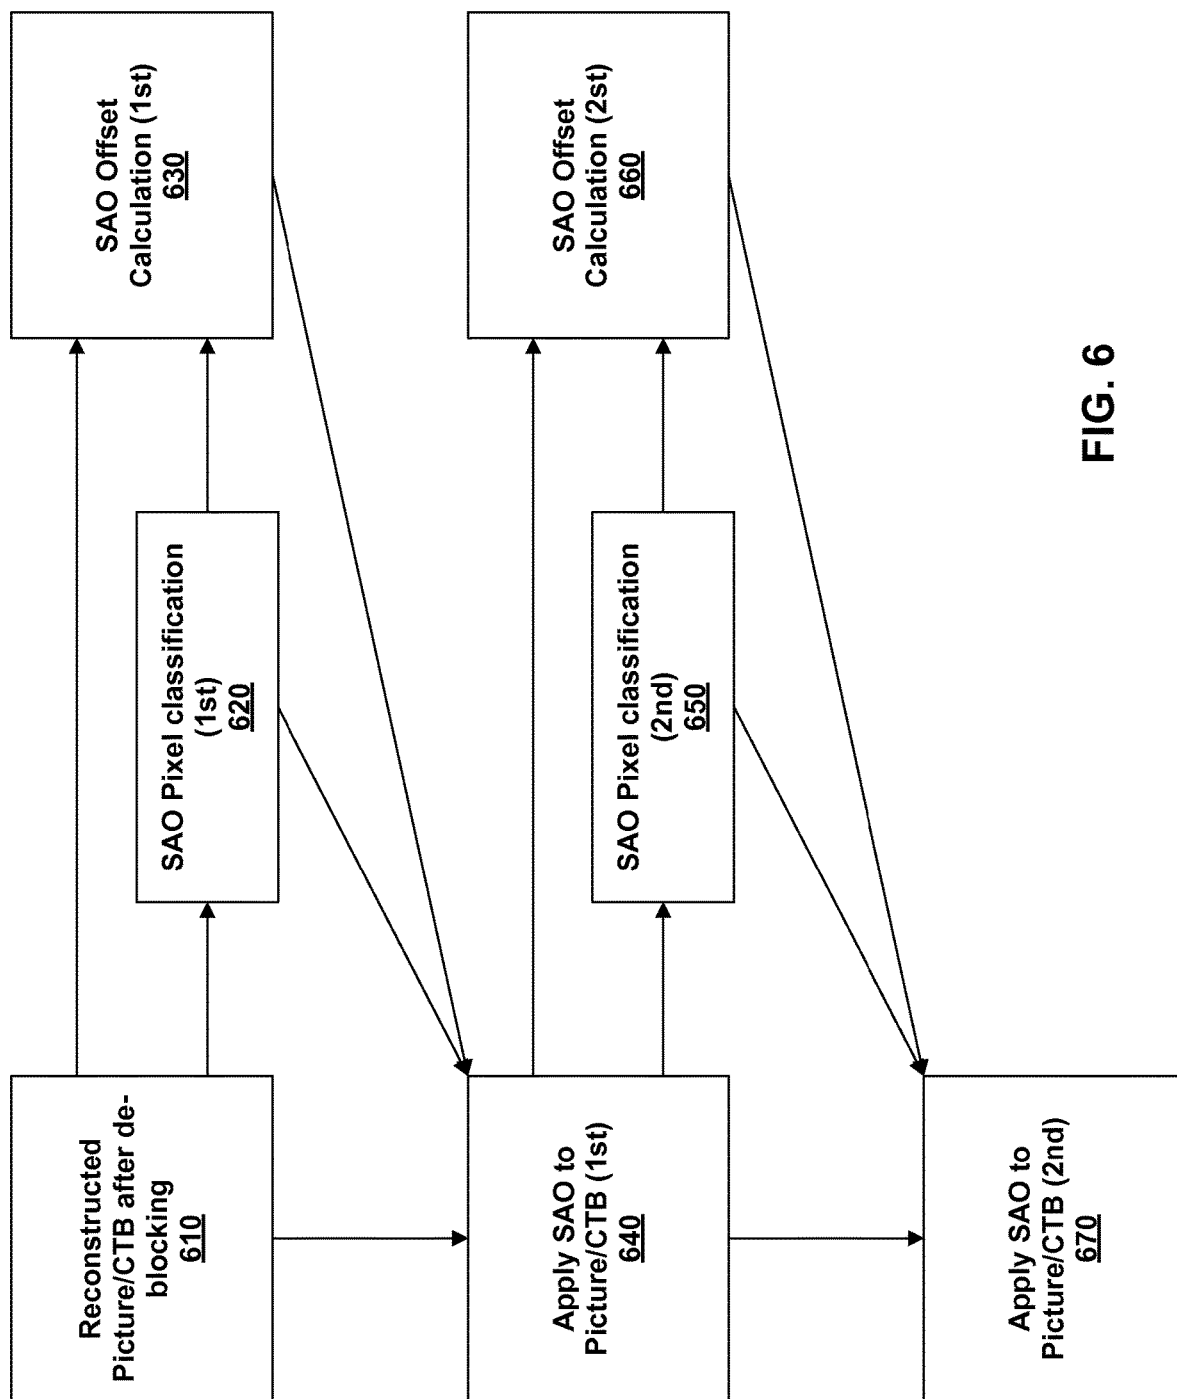 Reconstructed
Picture/CTB after de-
blocking
610
SAO Pixel classification
(1st)
620
SAO Offset
Calculation (1st)
630
Apply SAO to
Picture/CTB (1st)
640
SAO Pixel classification
(2nd)
650
SAO Offset
Calculation (2st)
660
Apply SAO to
Picture/CTB (2nd)
670
FIG. 6